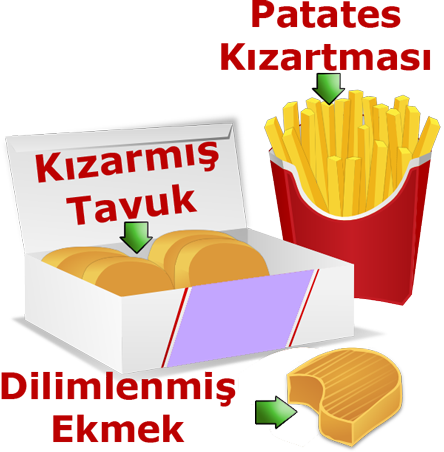 Patates
Kızartması
Kızarmış
Tavuk
Dilimlenmiş
Ekmek